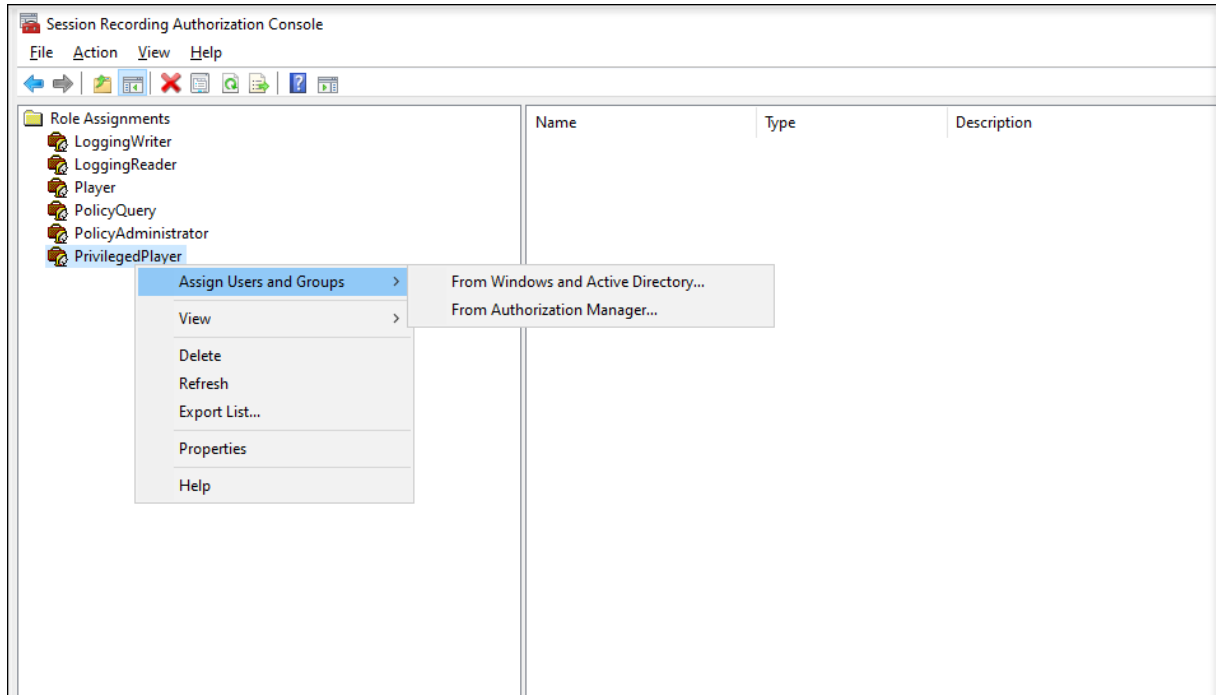 Session Recording Authorization Console
File Action View Help
Role Assignments
Name Type Description
LoggingWriter
LoggingReader
Player
PolicyQuery
PolicyAdministrator
PrivilegedPlayer
Assign Users and Groups
From Windows and Active Directory...
From Authorization Manager...
View
Delete
Refresh
Export List...
Properties
Help